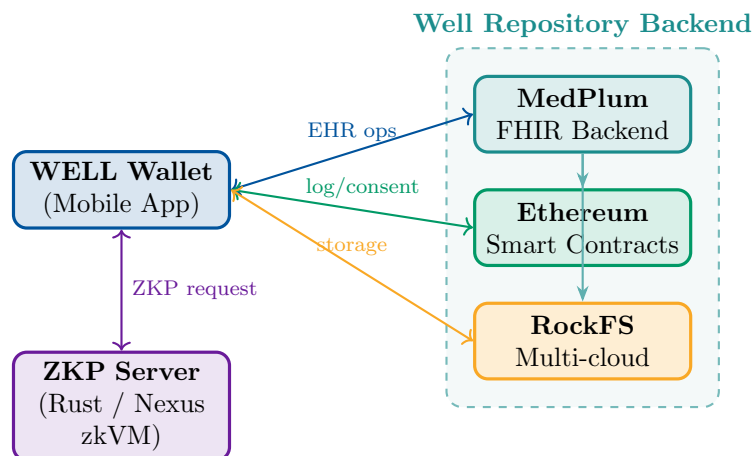 Well Repository Backend
MedPlum
FHIR Backend
EHR ops
WELL Wallet
(Mobile App)
log/consent
Ethereum
Smart Contracts
storage
ZKP request
RockFS
Multi-cloud
ZKP Server
(Rust / Nexus
zkVM)